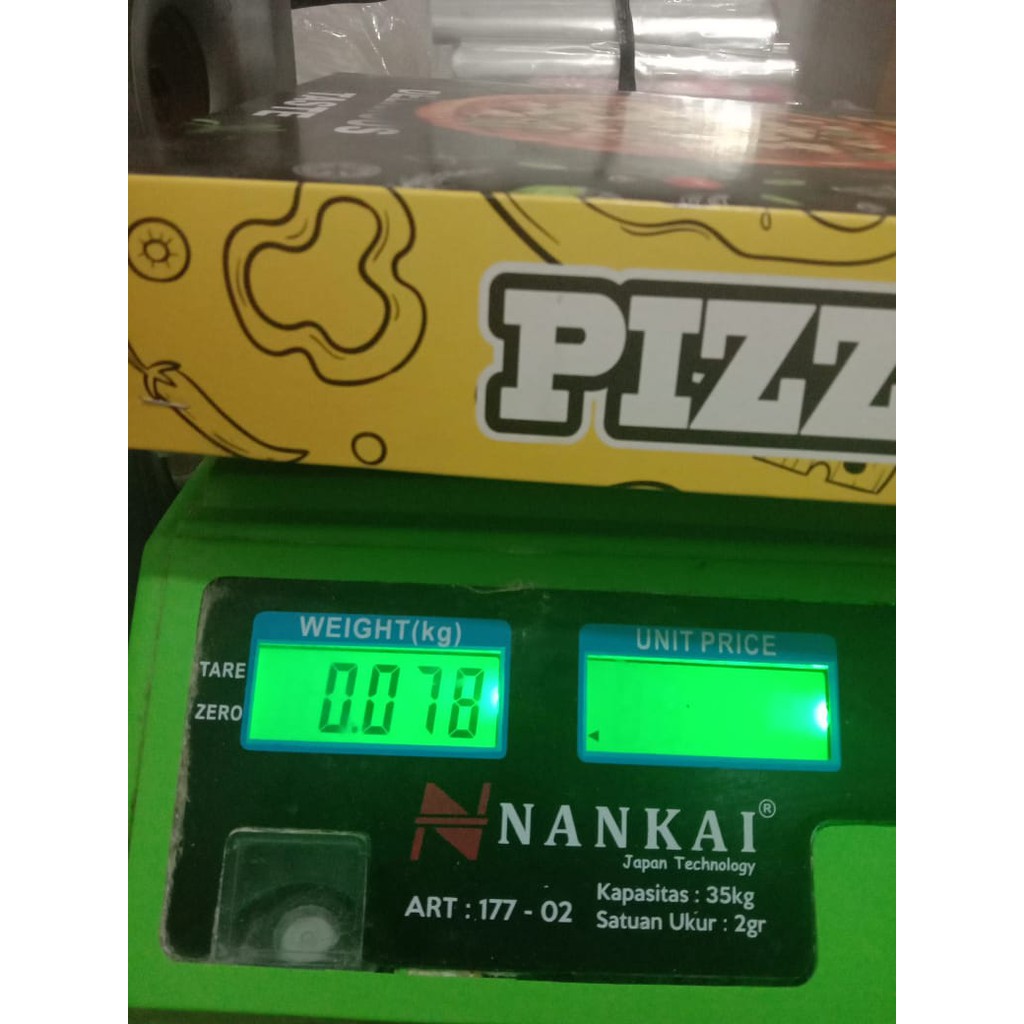 TASTE
PIZZ
WEIGHT(kg)
UNIT PRICE
TARE
ZERO
0.078
NANKAI®
Japan Technology
ART : 177 - 02
Kapasitas : 35kg
Satuan Ukur : 2gr